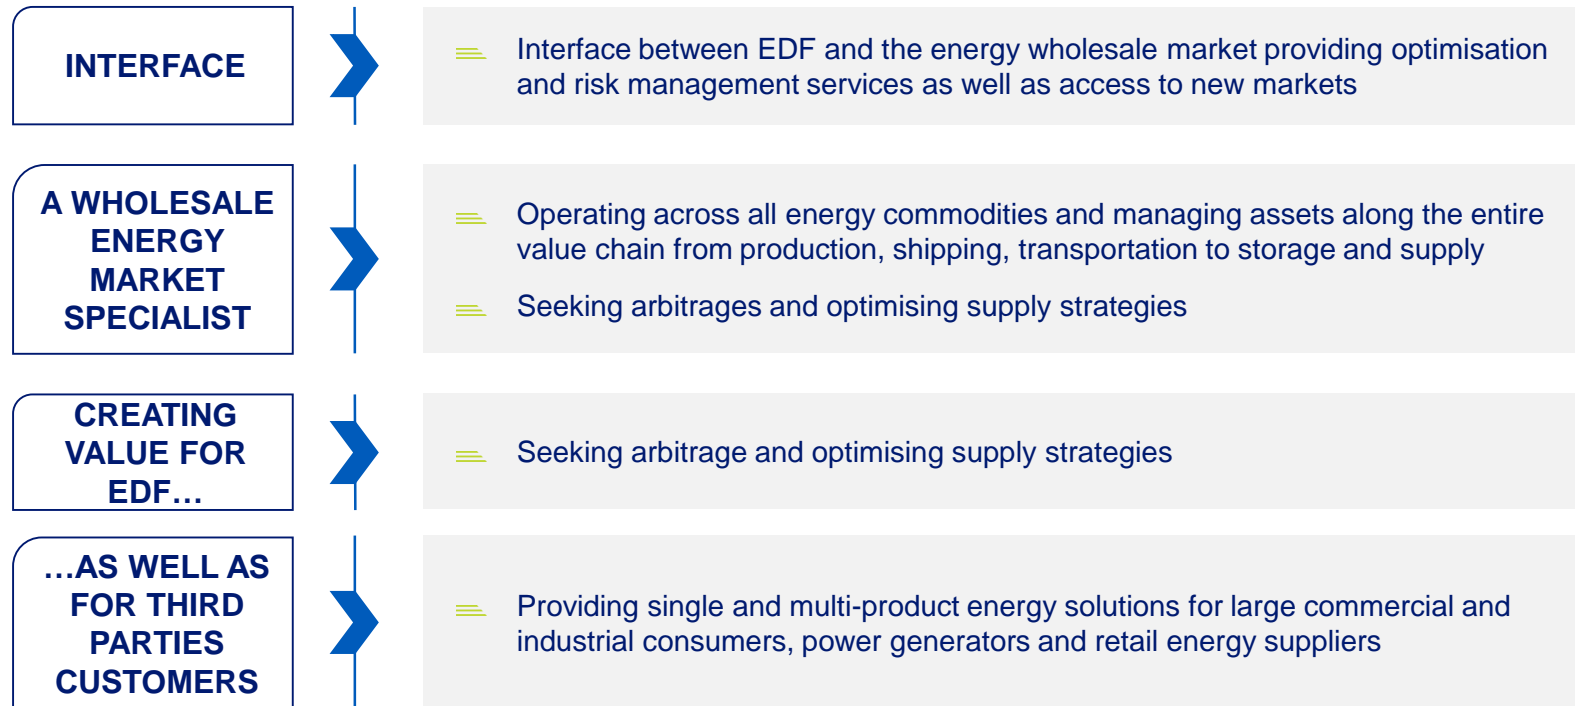 INTERFACE
Interface between EDF and the energy wholesale market providing optimisation
and risk management services as well as access to new markets
A WHOLESALE
ENERGY
MARKET
SPECIALIST
Operating across all energy commodities and managing assets along the entire
value chain from production, shipping, transportation to storage and supply
Seeking arbitrages and optimising supply strategies
CREATING
VALUE FOR
EDF…
Seeking arbitrage and optimising supply strategies
…AS WELL AS
FOR THIRD
PARTIES
CUSTOMERS
Providing single and multi-product energy solutions for large commercial and
industrial consumers, power generators and retail energy suppliers